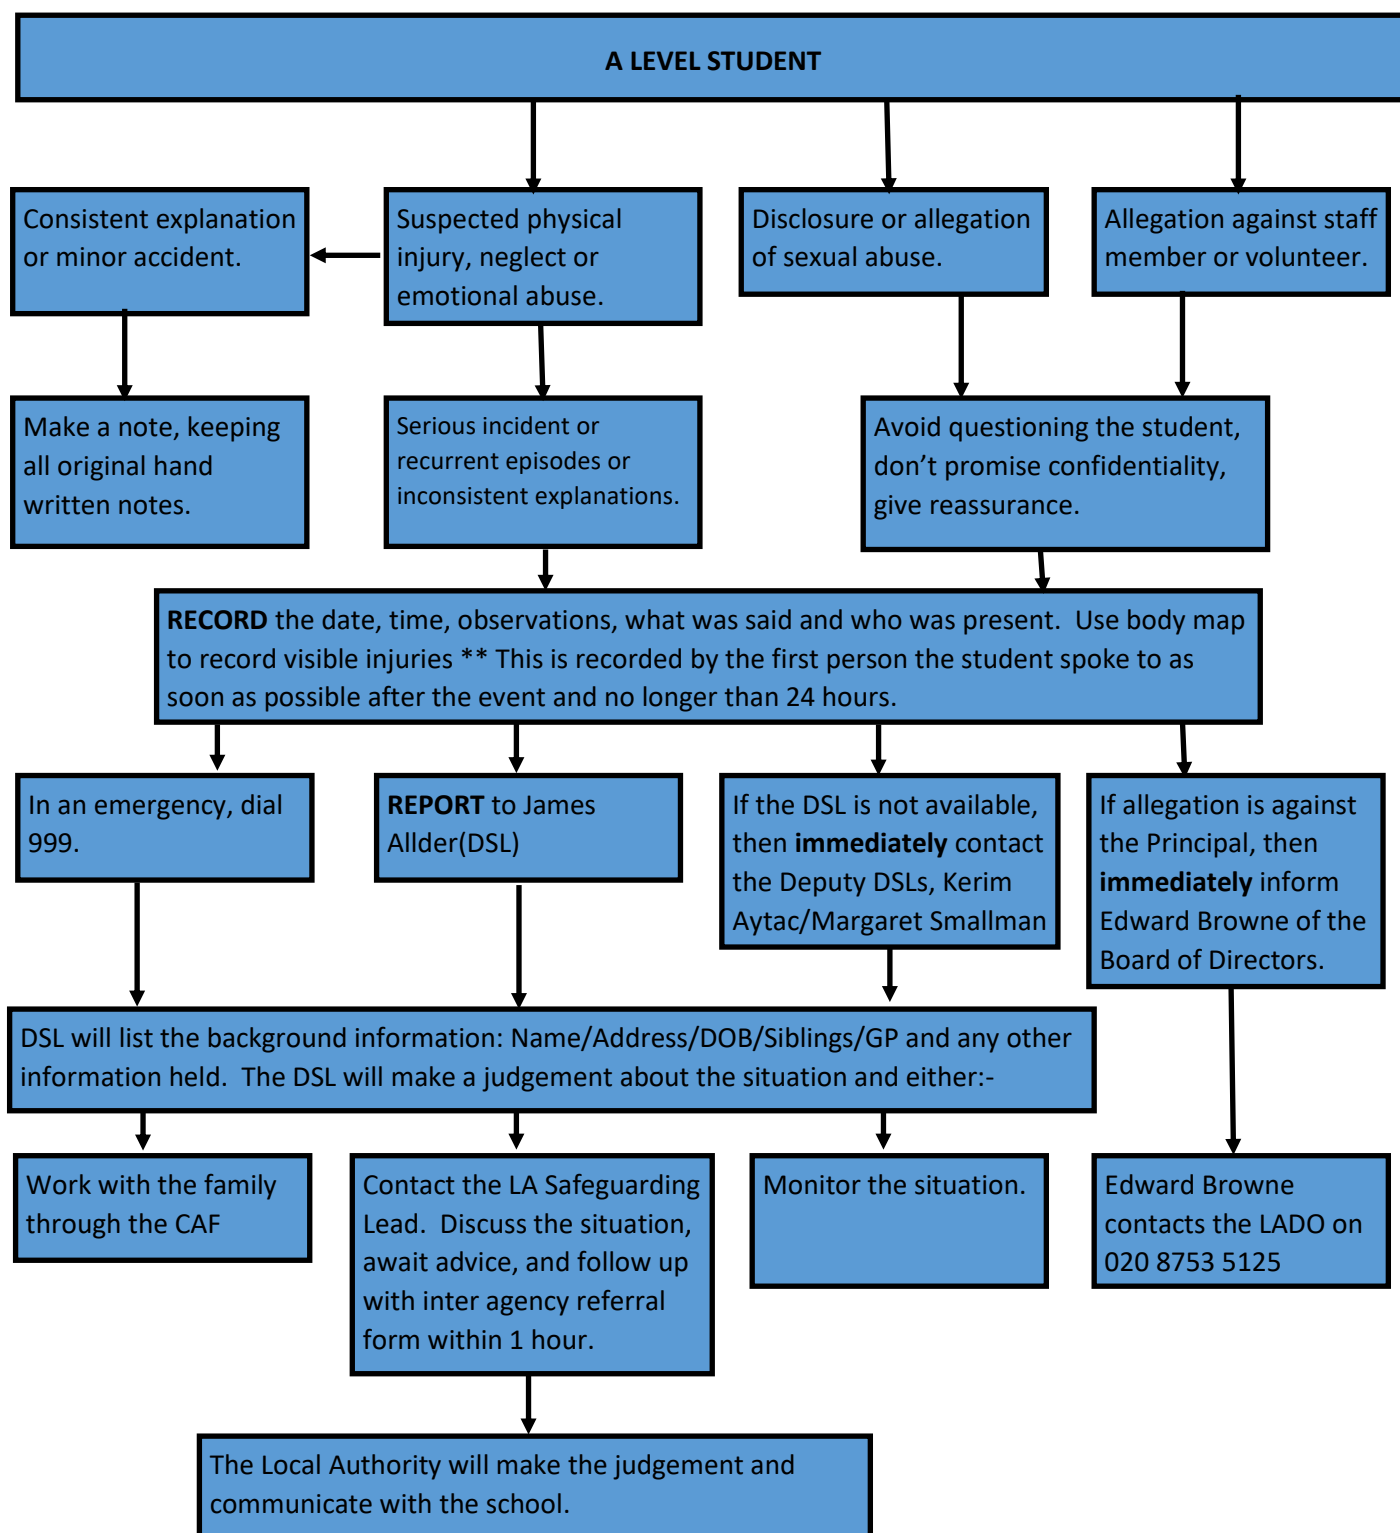 A LEVEL STUDENT
Consistent explanation
or minor accident.
Suspected physical
injury, neglect or
emotional abuse.
Disclosure or allegation
of sexual abuse.
Allegation against staff
member or volunteer.
Make a note, keeping
all original hand
written notes.
Serious incident or
recurrent episodes or
inconsistent explanations.
Avoid questioning the student,
don’t promise confidentiality,
give reassurance.
RECORD the date, time, observations, what was said and who was present.  Use body map
to record visible injuries ** This is recorded by the first person the student spoke to as
soon as possible after the event and no longer than 24 hours.
In an emergency, dial
999.
REPORT to James
Allder(DSL)
If the DSL is not available,
then immediately contact
the Deputy DSLs, Kerim
Aytac/Margaret Smallman
If allegation is against
the Principal, then
immediately inform
Edward Browne of the
Board of Directors.
DSL will list the background information: Name/Address/DOB/Siblings/GP and any other
information held.  The DSL will make a judgement about the situation and either:-
Work with the family
through the CAF
Contact the LA Safeguarding
Lead.  Discuss the situation,
await advice, and follow up
with inter agency referral
form within 1 hour.
Monitor the situation.
Edward Browne
contacts the LADO on
020 8753 5125
The Local Authority will make the judgement and
communicate with the school.